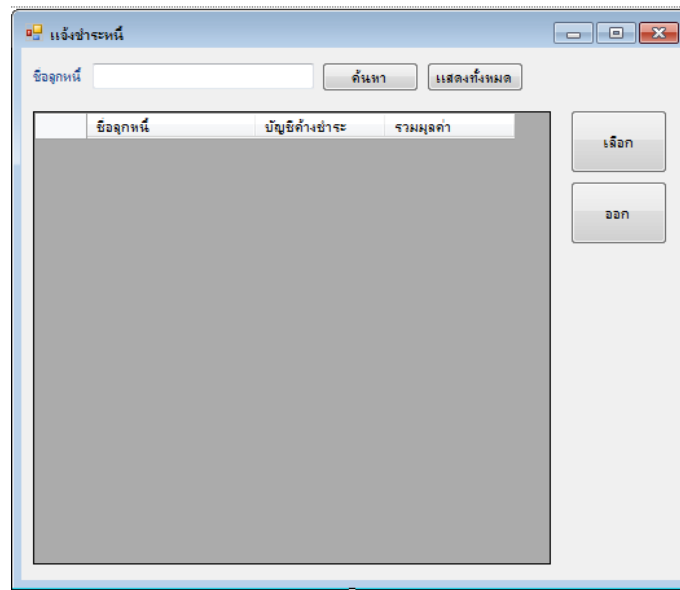 แจ้งชำระหนี้
ชื่อลูกหนี้ ค้นหา แสดงทั้งหมด
ชื่อลูกหนี้ บัญชีค้างชำระ รวมมูลค่า
เลือก
ออก